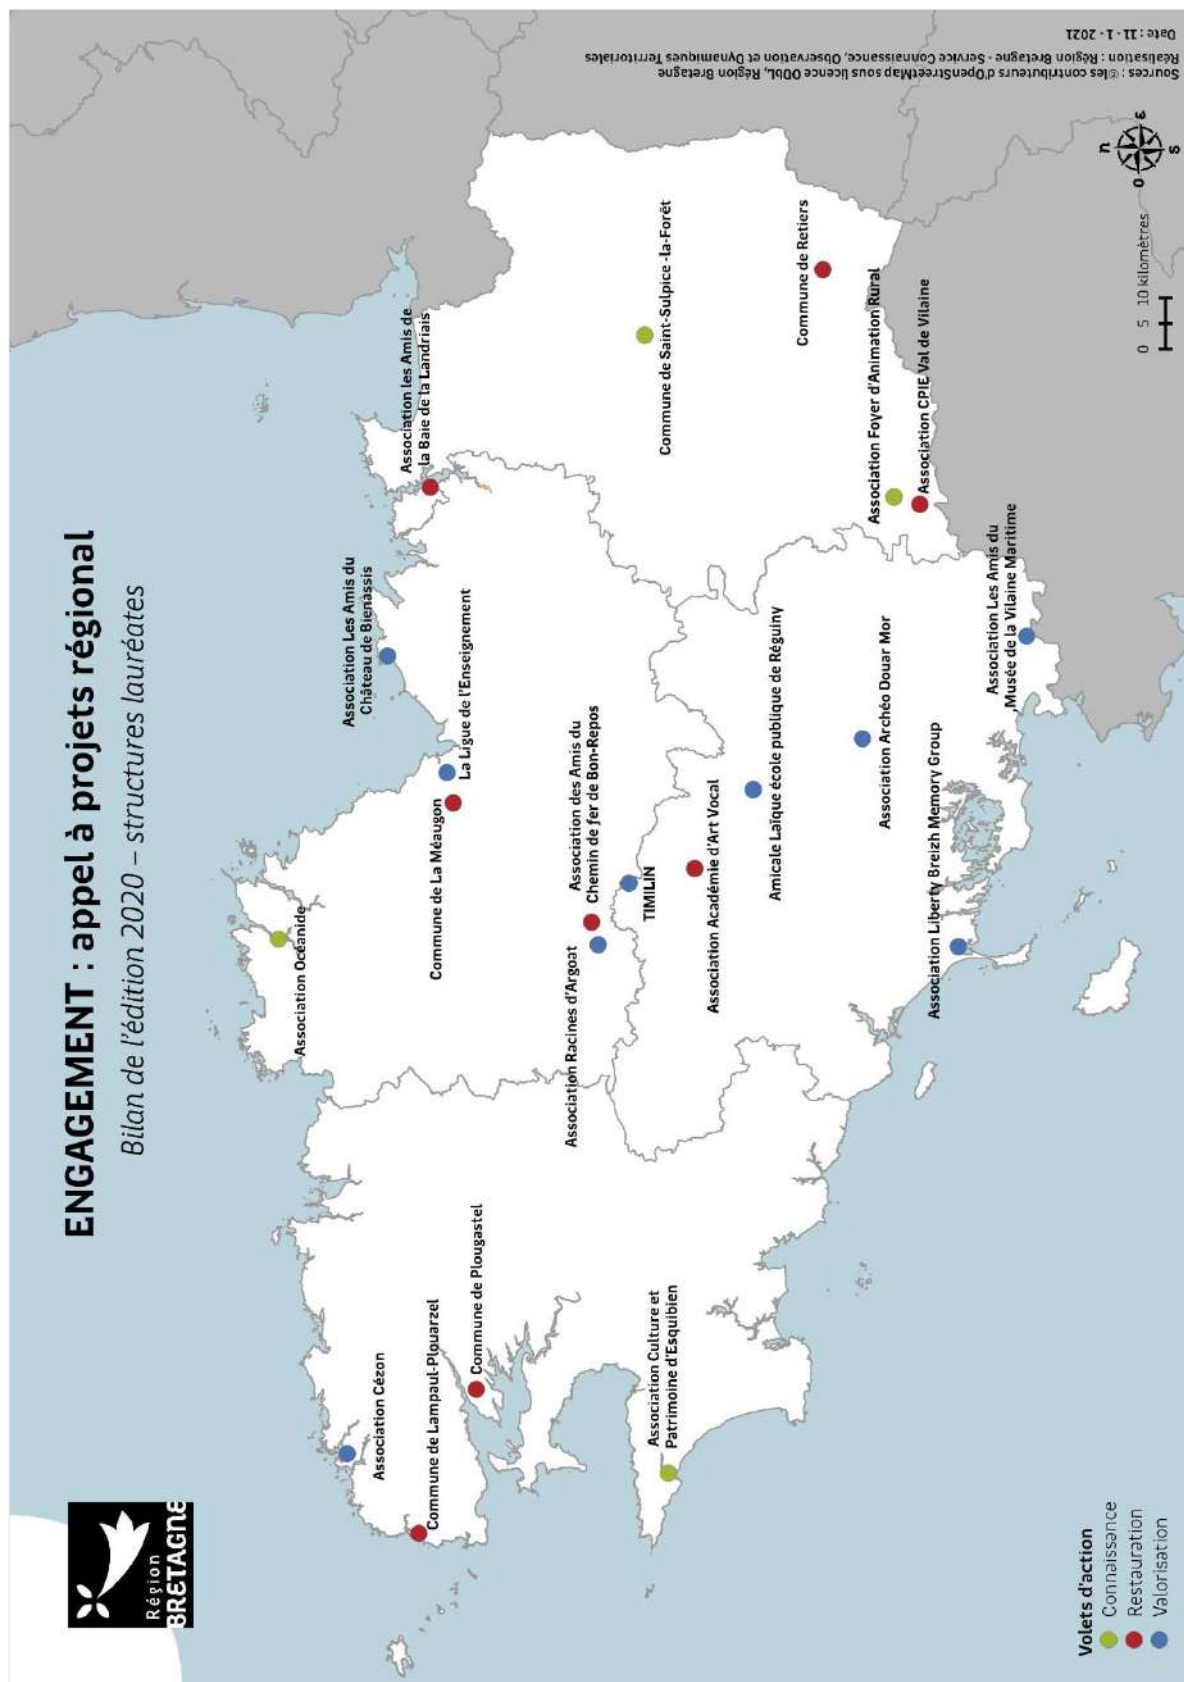 ENGAGEMENT : appel à projets régional
Bilan de l'édition 2020 – structures lauréates
Région
BRETAGNE
Association Océanide
Association Les Amis du
Château de Bienassis
Association les Amis de
la Baie de la Landriais
Association Cézon
Commune de Lampaul-Plouarzel
Commune de Plougastel
Commune de La Méaugon
La Ligue de l'Enseignement
Association des Amis du
Chemin de fer de Bon-Repos
Association Racines d'Argoat
TIMILIN
Commune de Saint-Sulpice -la-Forêt
Association Culture et
Patrimoine d'Esquibien
Association Académie d'Art Vocal
Amicale Laïque école publique de Réguiny
Commune de Retiers
Association Foyer d'Animation Rural
Association CPIE Val de Vilaine
Association Archéo Douar Mor
Association Liberty Breizh Memory Group
Association Les Amis du
Musée de la Vilaine Maritime
Volets d'action
Connaissance
Restauration
Valorisation
0 5 10 kilomètres
n
o
ε
s
Sources : © les contributeurs d'OpenStreetMap sous licence ODbL, Région Bretagne
Réalisation : Région Bretagne - Service Connaissance, Observation et Dynamiques Territoriales
Date : 11 - 1 - 2021